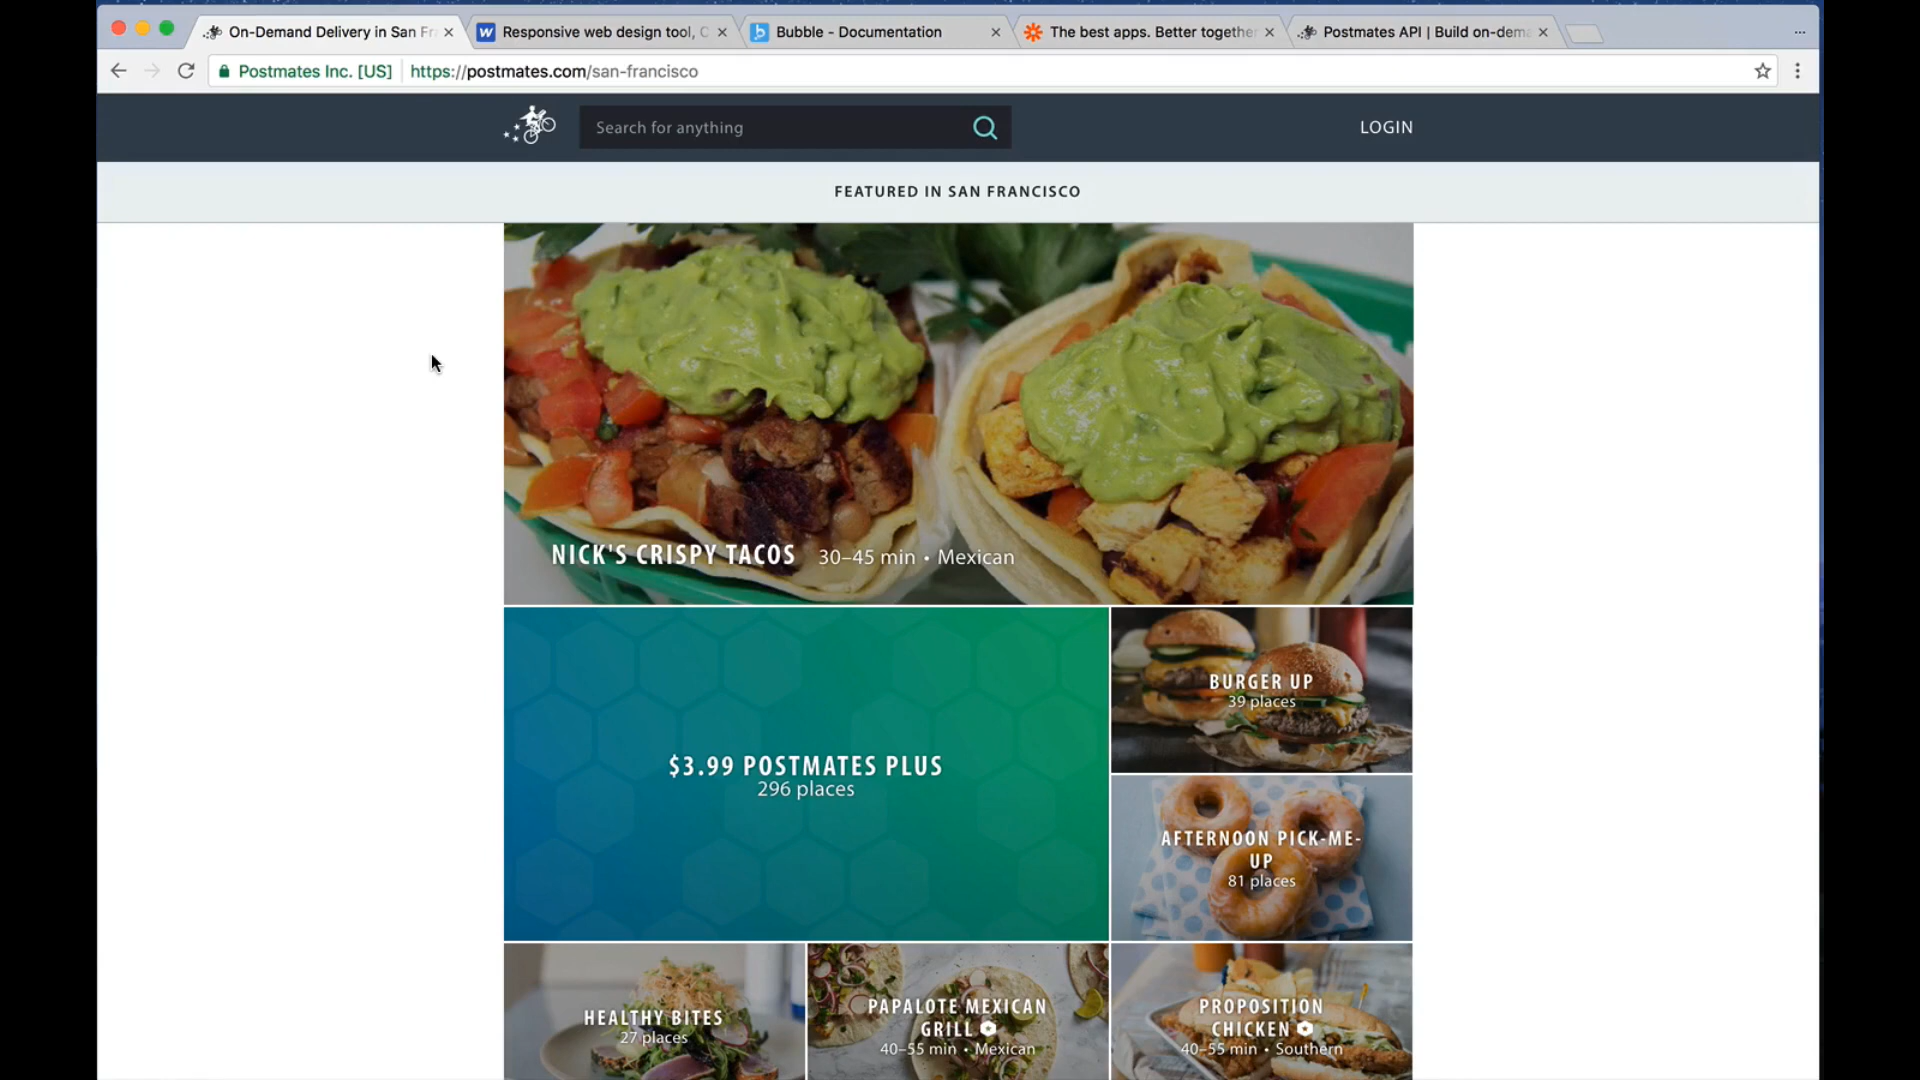 On-Demand Delivery in San Fr
Responsive web design tool, C
Bubble - Documentation
The best apps. Better togethe
Postmates API | Build on-dema
Postmates Inc. [US]
https://postmates.com/san-francisco
Search for anything
LOGIN
FEATURED IN SAN FRANCISCO
NICK'S CRISPY TACOS 30–45 min • Mexican
$3.99 POSTMATES PLUS
296 places
BURGER UP
39 places
AFTERNOON PICK-ME-
UP
81 places
HEALTHY BITES
27 places
PAPALOTE MEXICAN
GRILL
40–55 min • Mexican
PROPOSITION
CHICKEN
40–55 min • Southern